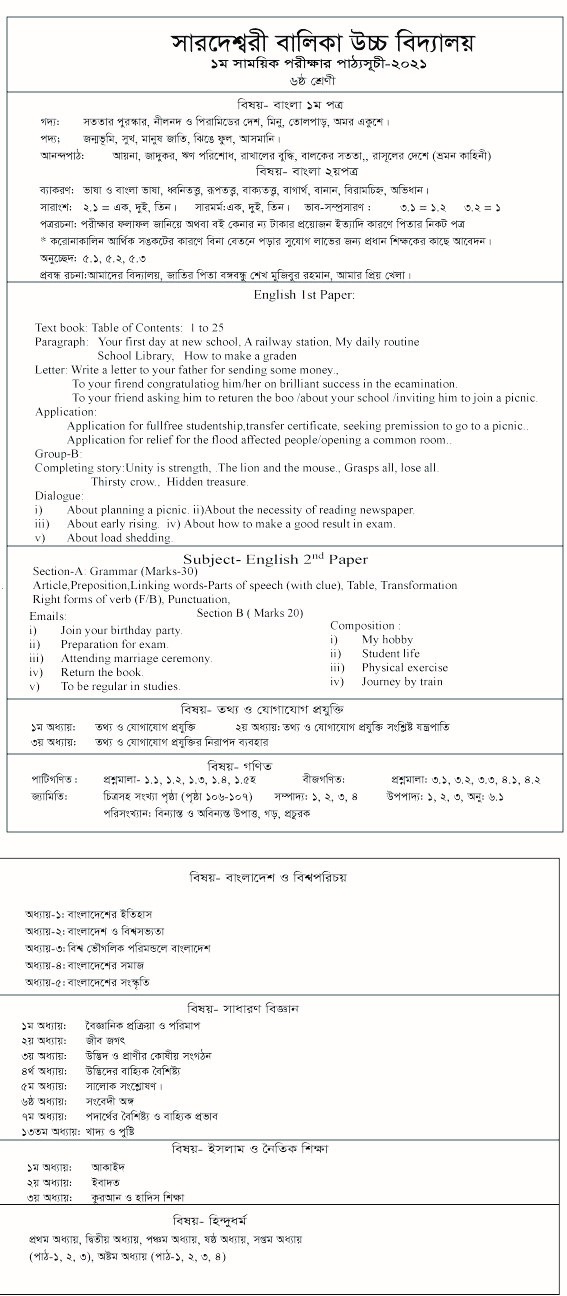 সারদেশ্বরী বালিকা উচ্চ বিদ্যালয়
১ম সাময়িক পরীক্ষার পাঠ্যসূচী-২০২১
৬ষ্ঠ শ্রেণী
বিষয়- বাংলা ১ম পত্র
গদ্য: সততার পুরস্কার, নীলনদ ও পিরামিডের দেশ, মিনু, তোলপাড়, অমর একুশে।
পদ্য; জন্মভূমি, সুখ, মানুষ জাতি, ঝিঙে ফুল, আসমানি।
আনন্দপাঠ: আয়না, জাদুকর, ঋণ পরিশোধ, রাখালের বুদ্ধি, বালকের সততা,, রাসূলের দেশে (ভ্রমন কাহিনী)
বিষয়- বাংলা ২য়পত্র
ব্যাকরণ: ভাষা ও বাংলা ভাষা, ধ্বনিতত্ত্ব, রূপতত্ত্ব, বাক্যতত্ত্ব, বাগার্থ, বানান, বিরামচিহ্ন, অভিধান।
সারাংশ: ২.১ = এক, দুই, তিন। সারমর্ম:এক, দুই, তিন। ভাব-সম্প্রসারণ : ৩.১ = ১.২ ৩.২ = ১
পত্ররচনা: পরীক্ষার ফলাফল জানিয়ে অথবা বই কেনার ন্য টাকার প্রয়োজন ইত্যাদি কারণে পিতার নিকট পত্র
* করোনাকালিন আর্থিক সঙকটের কারণে বিনা বেতনে পড়ার সুযোগ লাভের জন্য প্রধান শিক্ষকের কাছে আবেদন।
অনুচ্ছেদ: ৫.১, ৫.২, ৫.৩
প্রবন্ধ রচনা:আমাদের বিদ্যালয়, জাতির পিতা বঙ্গবন্ধু শেখ মুজিবুর রহমান, আমার প্রিয় খেলা।
English 1st Paper:
Text book: Table of Contents: 1 to 25
Paragraph: Your first day at new school, A railway station, My daily routine
School Library, How to make a graden
Letter: Write a letter to your father for sending some money.,
To your firend congratulatiog him/her on brilliant success in the ecamination.
To your friend asking him to returen the boo /about your school /inviting him to join a picnic.
Application:
Application for fullfree studentship,transfer certificate, seeking premission to go to a picnic..
Application for relief for the flood affected people/opening a common room..
Group-B:
Completing story:Unity is strength, .The lion and the mouse., Grasps all, lose all.
Thirsty crow., Hidden treasure.
Dialogue:
i) About planning a picnic. ii)About the necessity of reading newspaper.
iii) About early rising. iv) About how to make a good result in exam.
v) About load shedding.
Subject- English 2nd Paper
Section-A: Grammar (Marks-30)
Article,Preposition,Linking words-Parts of speech (with clue), Table, Transformation
Right forms of verb (F/B), Punctuation,
Section B ( Marks 20)
Emails:
i) Join your birthday party.
ii) Preparation for exam.
iii) Attending marriage ceremony.
iv) Return the book.
v) To be regular in studies.
Composition :
i) My hobby
ii) Student life
iii) Physical exercise
iv) Journey by train
বিষয়- তথ্য ও যোগাযোগ প্রযুক্তি
১ম অধ্যায়: তথ্য ও যোগাযোগ প্রযুক্তি ২য় অধ্যায়: তথ্য ও যোগাযোগ প্রযুক্তি সংশ্লিষ্ট যন্ত্রপাতি
৩য় অধ্যায়: তথ্য ও যোগাযোগ প্রযুক্তির নিরাপদ ব্যবহার
বিষয়- গণিত
পাটিগণিত : প্রশ্নমালা- ১.১, ১.২, ১.৩, ১.৪, ১.৫হ বীজগণিত: প্রশ্নমালা: ৩.১, ৩.২, ৩.৩, ৪.১, ৪.২
জ্যামিতি: চিত্রসহ সংখ্যা পৃষ্ঠা (পৃষ্ঠা ১০৬-১০৭) সম্পাদ্য: ১, ২, ৩, ৪ উপপাদ্য: ১, ২, ৩, অনু: ৬.১
পরিসংখ্যান: বিন্যাস্ত ও অবিন্যস্ত উপাত্ত, গড়, প্রচুরক
বিষয়- বাংলাদেশ ও বিশ্বপরিচয়
অধ্যায়-১: বাংলাদেশের ইতিহাস
অধ্যায়-২: বাংলাদেশ ও বিশ্বসভ্যতা
অধ্যায়-৩: বিশ্ব ভৌগলিক পরিমন্ডলে বাংলাদেশ
অধ্যায়-৪: বাংলাদেশের সমাজ
অধ্যায়-৫: বাংলাদেশের সংস্কৃতি
বিষয়- সাধারণ বিজ্ঞান
১ম অধ্যায়: বৈজ্ঞানিক প্রক্রিয়া ও পরিমাপ
২য় অধ্যায়: জীব জগৎ
৩য় অধ্যায়: উদ্ভিদ ও প্রাণীর কোষীয় সংগঠন
৪র্থ অধ্যায়: উদ্ভিদের বাহ্যিক বৈশিষ্ট্য
৫ম অধ্যায়: সালোক সংশ্লেষণ।
৬ষ্ঠ অধ্যায়: সংবেদী অঙ্গ
৭ম অধ্যায়: পদার্থের বৈশিষ্ট্য ও বাহ্যিক প্রভাব
১৩তম অধ্যায়: খাদ্য ও পুষ্টি
বিষয়- ইসলাম ও নৈতিক শিক্ষা
১ম অধ্যায়: আকাইদ
২য় অধ্যায়: ইবাদত
৩য় অধ্যায়: কুরআন ও হাদিস শিক্ষা
বিষয়- হিন্দুধর্ম
প্রথম অধ্যায়, দ্বিতীয় অধ্যায়, পঞ্চম অধ্যায়, ষষ্ঠ অধ্যায়, সপ্তম অধ্যায়
(পাঠ-১, ২, ৩), অষ্টম অধ্যায় (পাঠ-১, ২, ৩, ৪)